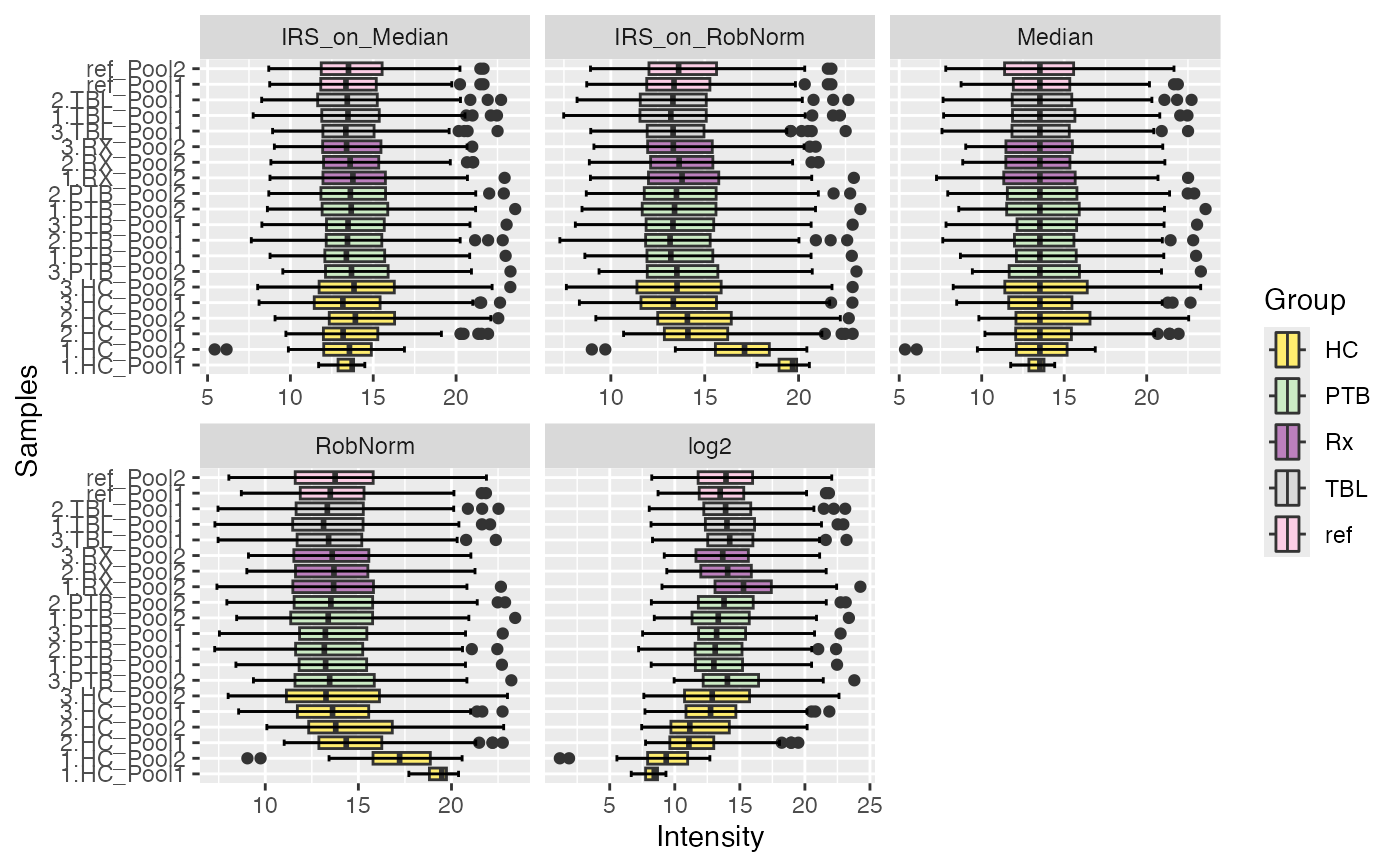 IRS_on_Median
IRS_on_RobNorm
Median
ref_Pool2
ref_Pool1
2.TBL_Pool1
1.TBL_Pool1
3.TBL_Pool1
3.RX_Pool2
2.RX_Pool2
1.RX_Pool2
2.PTB_Pool2
1.PTB_Pool2
3.PTB_Pool1
2.PTB_Pool1
1.PTB_Pool1
3.PTB_Pool2
3.HC_Pool2
3.HC_Pool1
2.HC_Pool2
2.HC_Pool1
1.HC_Pool2
1.HC_Pool1
5 10 15 20
10 15 20
5 10 15 20
Samples
Group
HC
PTB
Rx
TBL
ref
RobNorm
log2
ref_Pool2
ref_Pool1
2.TBL_Pool1
1.TBL_Pool1
3.TBL_Pool1
3.RX_Pool2
2.RX_Pool2
1.RX_Pool2
2.PTB_Pool2
1.PTB_Pool2
3.PTB_Pool1
2.PTB_Pool1
1.PTB_Pool1
3.PTB_Pool2
3.HC_Pool2
3.HC_Pool1
2.HC_Pool2
2.HC_Pool1
1.HC_Pool2
1.HC_Pool1
10 15 20
5 10 15 20 25
Intensity